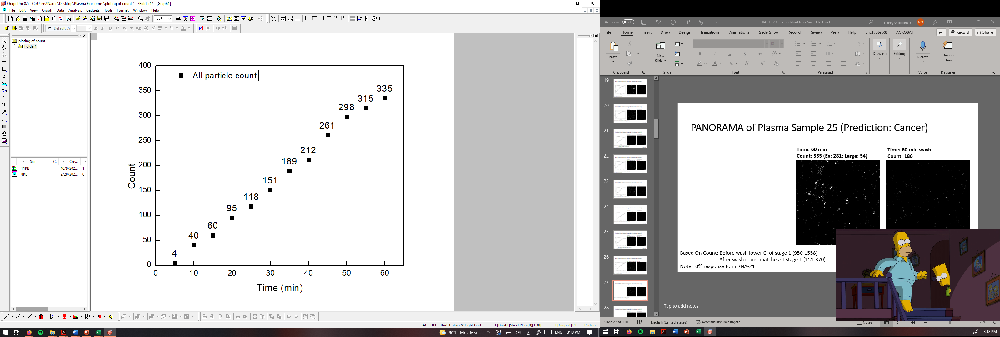 OriginPro 8.5 - C:\Users\Nareg\Desktop\Plasma Exosomes\ploting of count * - /Folder1/ - [Graph1]
File Edit View Graph Data Analysis Gadgets Tools Format Window Help
100%
Default: A 0 B I U
ploting of count
Folder1
Size C. Cre...
11KB 10/9/202... 1
8KB 2/28/202... 0
1
All particle count
400
350
300
250
200
150
100
50
0
Count
4
40
60
95
118
151
189
212
261
298
315
335
0 10 20 30 40 50 60
Time (min)
AU : ON Dark Colors & Light Grids 1:[Book1]Sheet1!Col(B)[1:30] 1:[Graph1]1!1 Radian
90°F Mostly su... ENG 3:18 PM
AutoSave Off 04-20-2022 lung blind tes • Saved to this PC nareg ohannesian NO
File Home Insert Draw Design Transitions Animations Slide Show Record Review View Help EndNote X8 ACROBAT Record Share
Paste
New Slide
18
Drawing
Editing
Dictate
Design Ideas
Clipboard Slides Font Paragraph Voice Designer
19
20
21
22
23
24
25
26
27
28
PANORAMA of Plasma Sample 25 (Prediction: Cancer)
Time: 60 min
Count: 335 (Ex: 281; Large: 54)
Time: 60 min wash
Count: 186
Based On Count: Before wash lower CI of stage 1 (950-1558)
After wash count matches CI stage 1 (151-370)
Note: 0% response to miRNA-21
Tap to add notes
Slide 27 of 110 English (United States) Accessibility: Investigate Notes 75%
3:18 PM